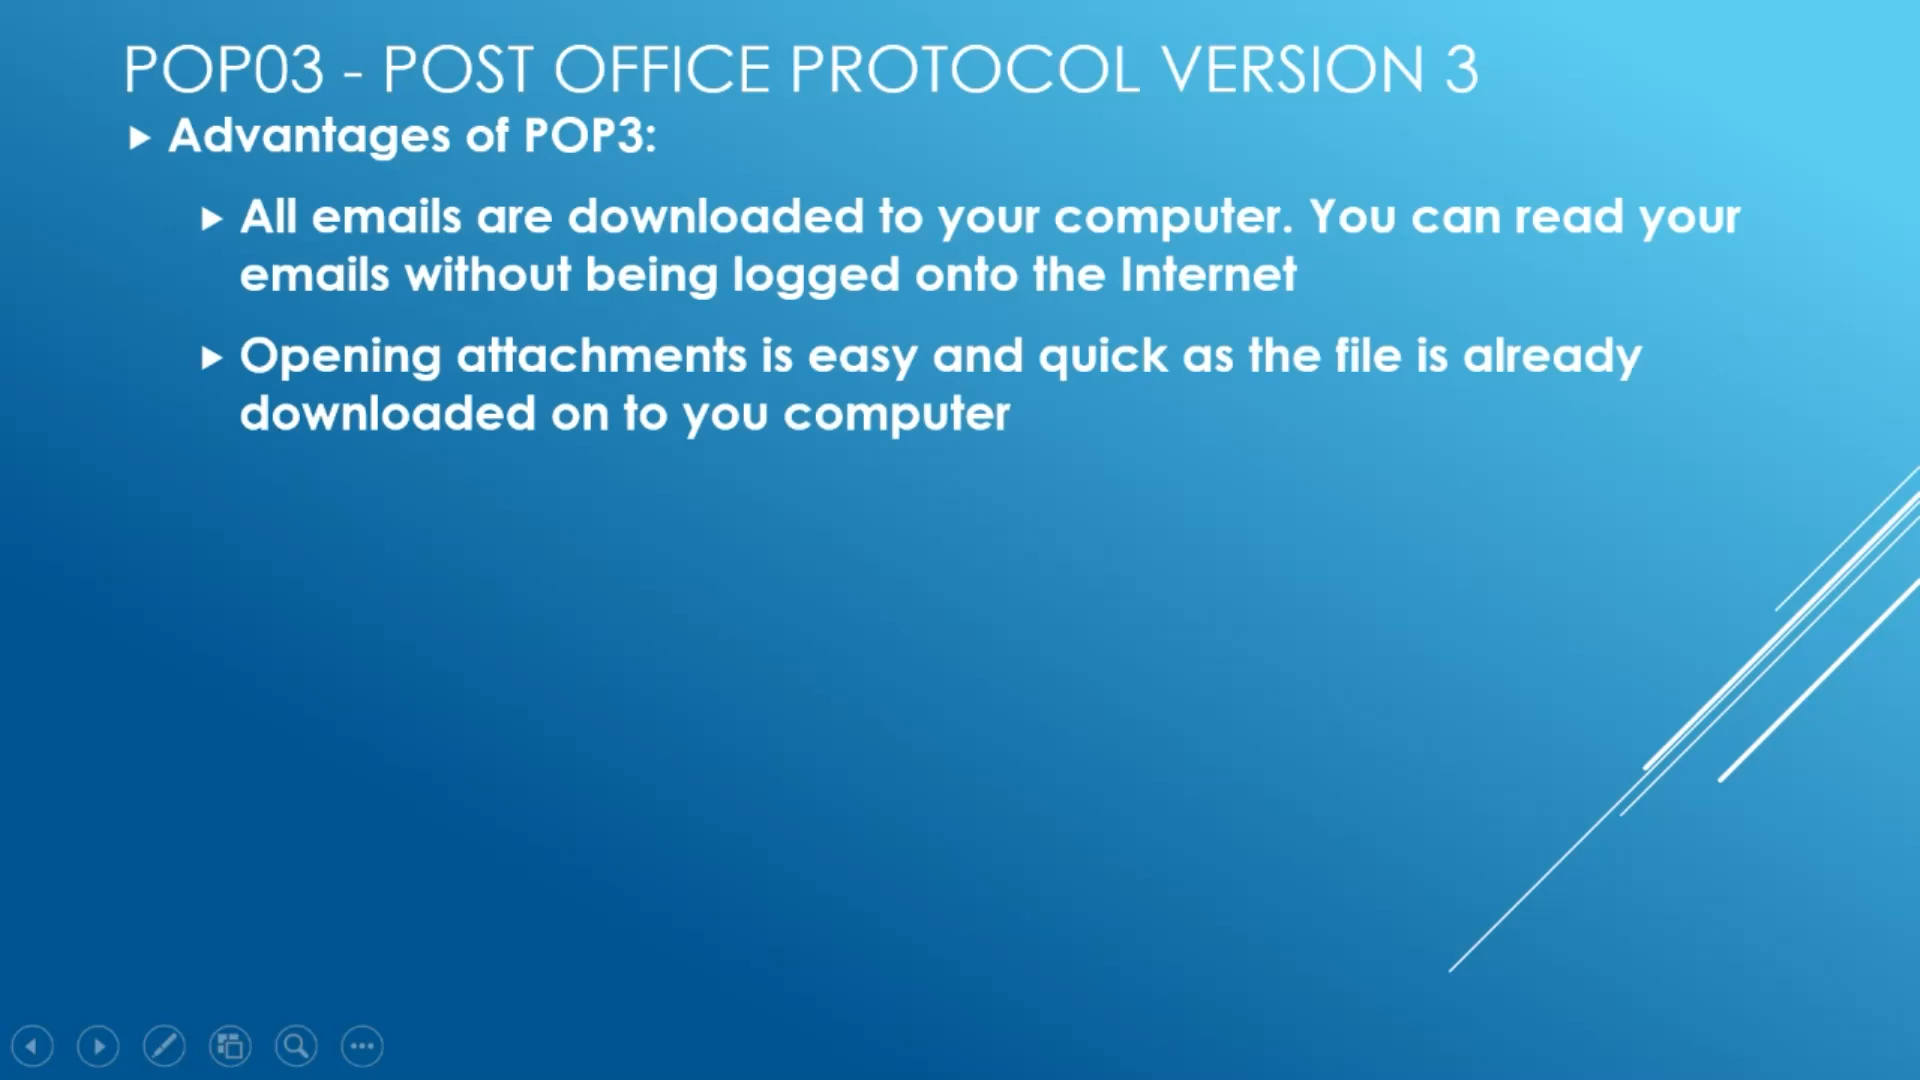 POP03 - POST OFFICE PROTOCOL VERSION 3
Advantages of POP3:
All emails are downloaded to your computer. You can read your
emails without being logged onto the Internet
Opening attachments is easy and quick as the file is already
downloaded on to you computer